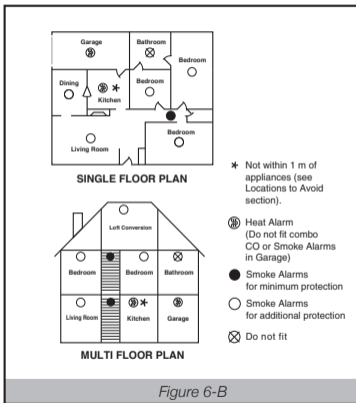 Garage
Bathroom
Bedroom
Dining
Kitchen
Bedroom
Living Room
Bedroom
SINGLE FLOOR PLAN
Loft Conversion
Bedroom
Bedroom
Bathroom
Living Room
Kitchen
Garage
MULTI FLOOR PLAN
* Not within 1 m of
appliances (see
Locations to Avoid
section).
Heat Alarm
(Do not fit combo
CO or Smoke Alarms
in Garage)
Smoke Alarms
for minimum protection
Smoke Alarms
for additional protection
Do not fit
Figure 6-B